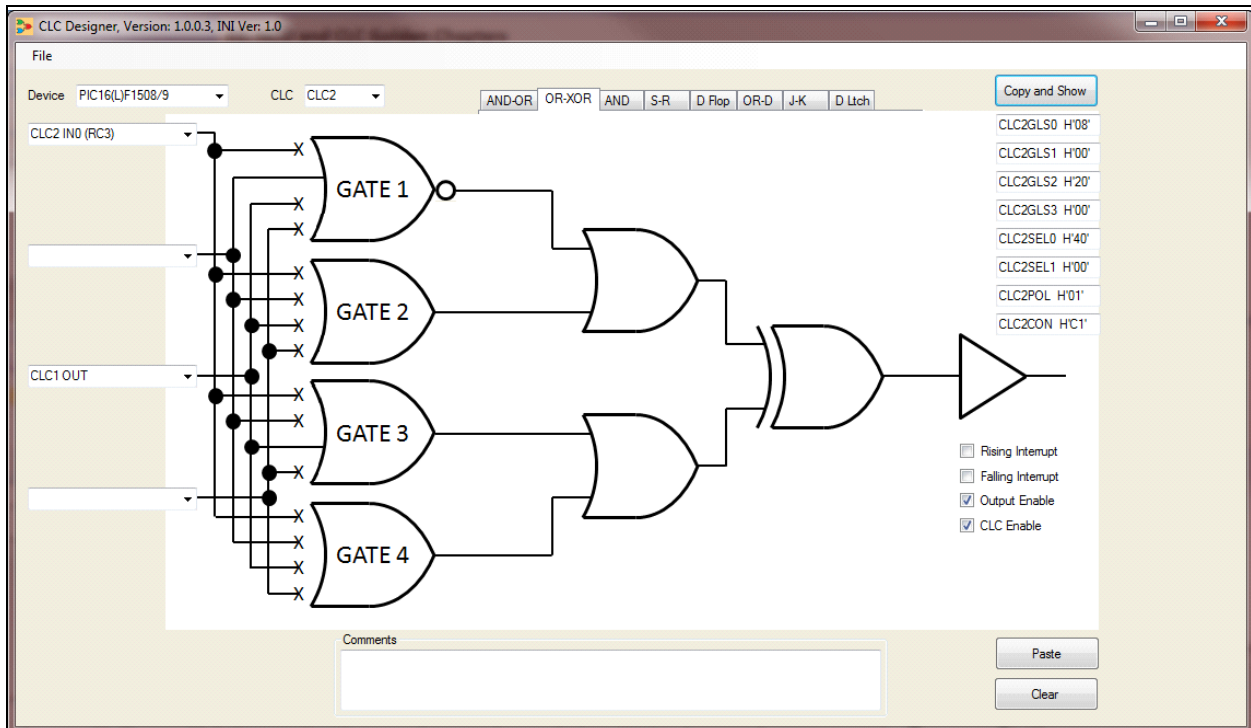 CLC Designer, Version: 1.0.0.3, INI Ver: 1.0
File
Device PIC16(L)F1508/9 CLC CLC2
AND-OR OR-XOR AND S-R D Flop OR-D J-K D Ltch
Copy and Show
CLC2 IN0 (RC3)
CLC1 OUT
X
X
X
GATE 1
X
X
X
X
GATE 2
X
X
X
GATE 3
X
X
X
X
GATE 4
CLC2GLS0 H'08'
CLC2GLS1 H'00'
CLC2GLS2 H'20'
CLC2GLS3 H'00'
CLC2SEL0 H'40'
CLC2SEL1 H'00'
CLC2POL H'01'
CLC2CON H'C1'
Rising Interrupt
Falling Interrupt
Output Enable
CLC Enable
Comments
Paste
Clear